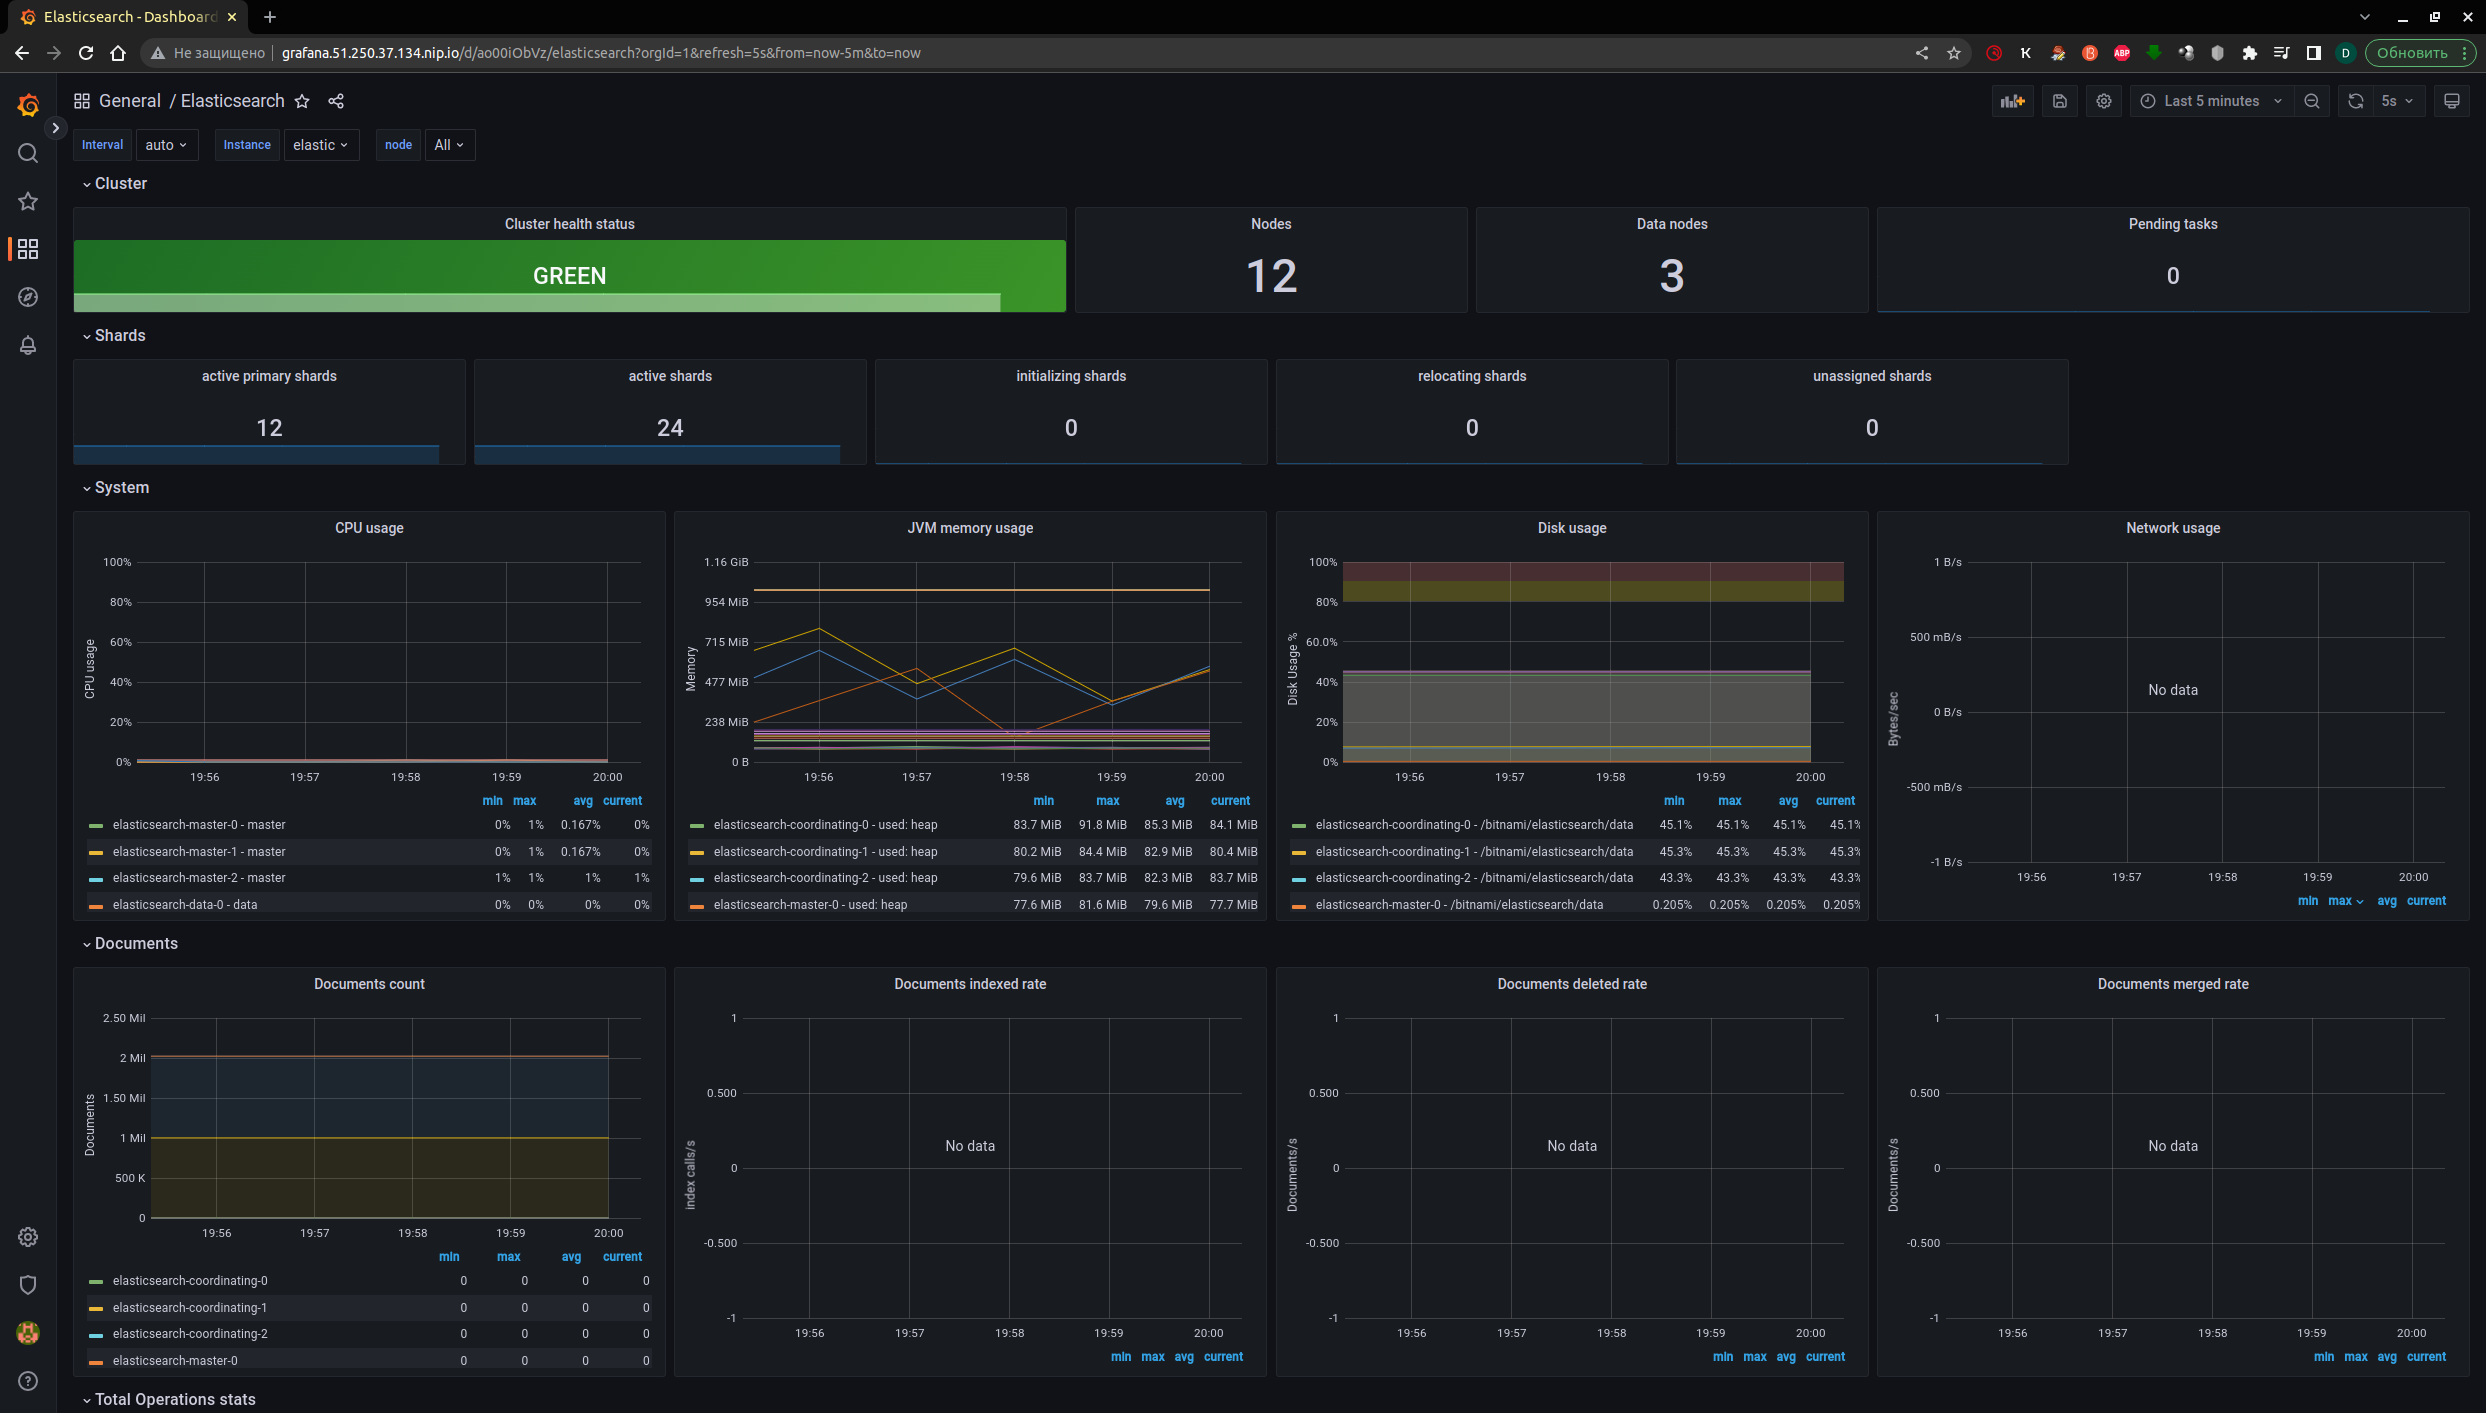 Elasticsearch - Dashboard
Не защищено grafana.51.250.37.134.nip.io/d/ao00iObVz/elasticsearch?orgId=1&refresh=5s&from=now-5m&to=now
ABP
D
Обновить
General / Elasticsearch
Last 5 minutes
5s
Interval auto Instance elastic node All
Cluster
Cluster health status Nodes Data nodes Pending tasks
GREEN 12 3 0
Shards
active primary shards active shards initializing shards relocating shards unassigned shards
12 24 0 0 0
System
CPU usage
100%
80%
60%
40%
20%
0%
CPU usage
19:56 19:57 19:58 19:59 20:00
min max avg current
elasticsearch-master-0 - master 0% 1% 0.167% 0%
elasticsearch-master-1 - master 0% 1% 0.167% 0%
elasticsearch-master-2 - master 1% 1% 1% 1%
elasticsearch-data-0 - data 0% 0% 0% 0%
JVM memory usage
1.16 GiB
954 MiB
715 MiB
477 MiB
238 MiB
0 B
Memory
19:56 19:57 19:58 19:59 20:00
min max avg current
elasticsearch-coordinating-0 - used: heap 83.7 MiB 91.8 MiB 85.3 MiB 84.1 MiB
elasticsearch-coordinating-1 - used: heap 80.2 MiB 84.4 MiB 82.9 MiB 80.4 MiB
elasticsearch-coordinating-2 - used: heap 79.6 MiB 83.7 MiB 82.3 MiB 83.7 MiB
elasticsearch-master-0 - used: heap 77.6 MiB 81.6 MiB 79.6 MiB 77.7 MiB
Disk usage
100%
80%
60.0%
40%
20%
0%
Disk Usage %
19:56 19:57 19:58 19:59 20:00
min max avg current
elasticsearch-coordinating-0 - /bitnami/elasticsearch/data 45.1% 45.1% 45.1% 45.1%
elasticsearch-coordinating-1 - /bitnami/elasticsearch/data 45.3% 45.3% 45.3% 45.3%
elasticsearch-coordinating-2 - /bitnami/elasticsearch/data 43.3% 43.3% 43.3% 43.3%
elasticsearch-master-0 - /bitnami/elasticsearch/data 0.205% 0.205% 0.205% 0.205%
Network usage
1 B/s
500 mB/s
0 B/s
-500 mB/s
-1 B/s
Bytes/sec
No data
19:56 19:57 19:58 19:59 20:00
min max avg current
Documents
Documents count
2.50 Mil
2 Mil
1.50 Mil
1 Mil
500 K
0
Documents
19:56 19:57 19:58 19:59 20:00
min max avg current
elasticsearch-coordinating-0 0 0 0 0
elasticsearch-coordinating-1 0 0 0 0
elasticsearch-coordinating-2 0 0 0 0
elasticsearch-master-0 0 0 0 0
Documents indexed rate
1
0.500
0
-0.500
-1
index calls/s
No data
19:56 19:57 19:58 19:59 20:00
min max avg current
Documents deleted rate
1
0.500
0
-0.500
-1
Documents/s
No data
19:56 19:57 19:58 19:59 20:00
min max avg current
Documents merged rate
1
0.500
0
-0.500
-1
Documents/s
No data
19:56 19:57 19:58 19:59 20:00
min max avg current
Total Operations stats